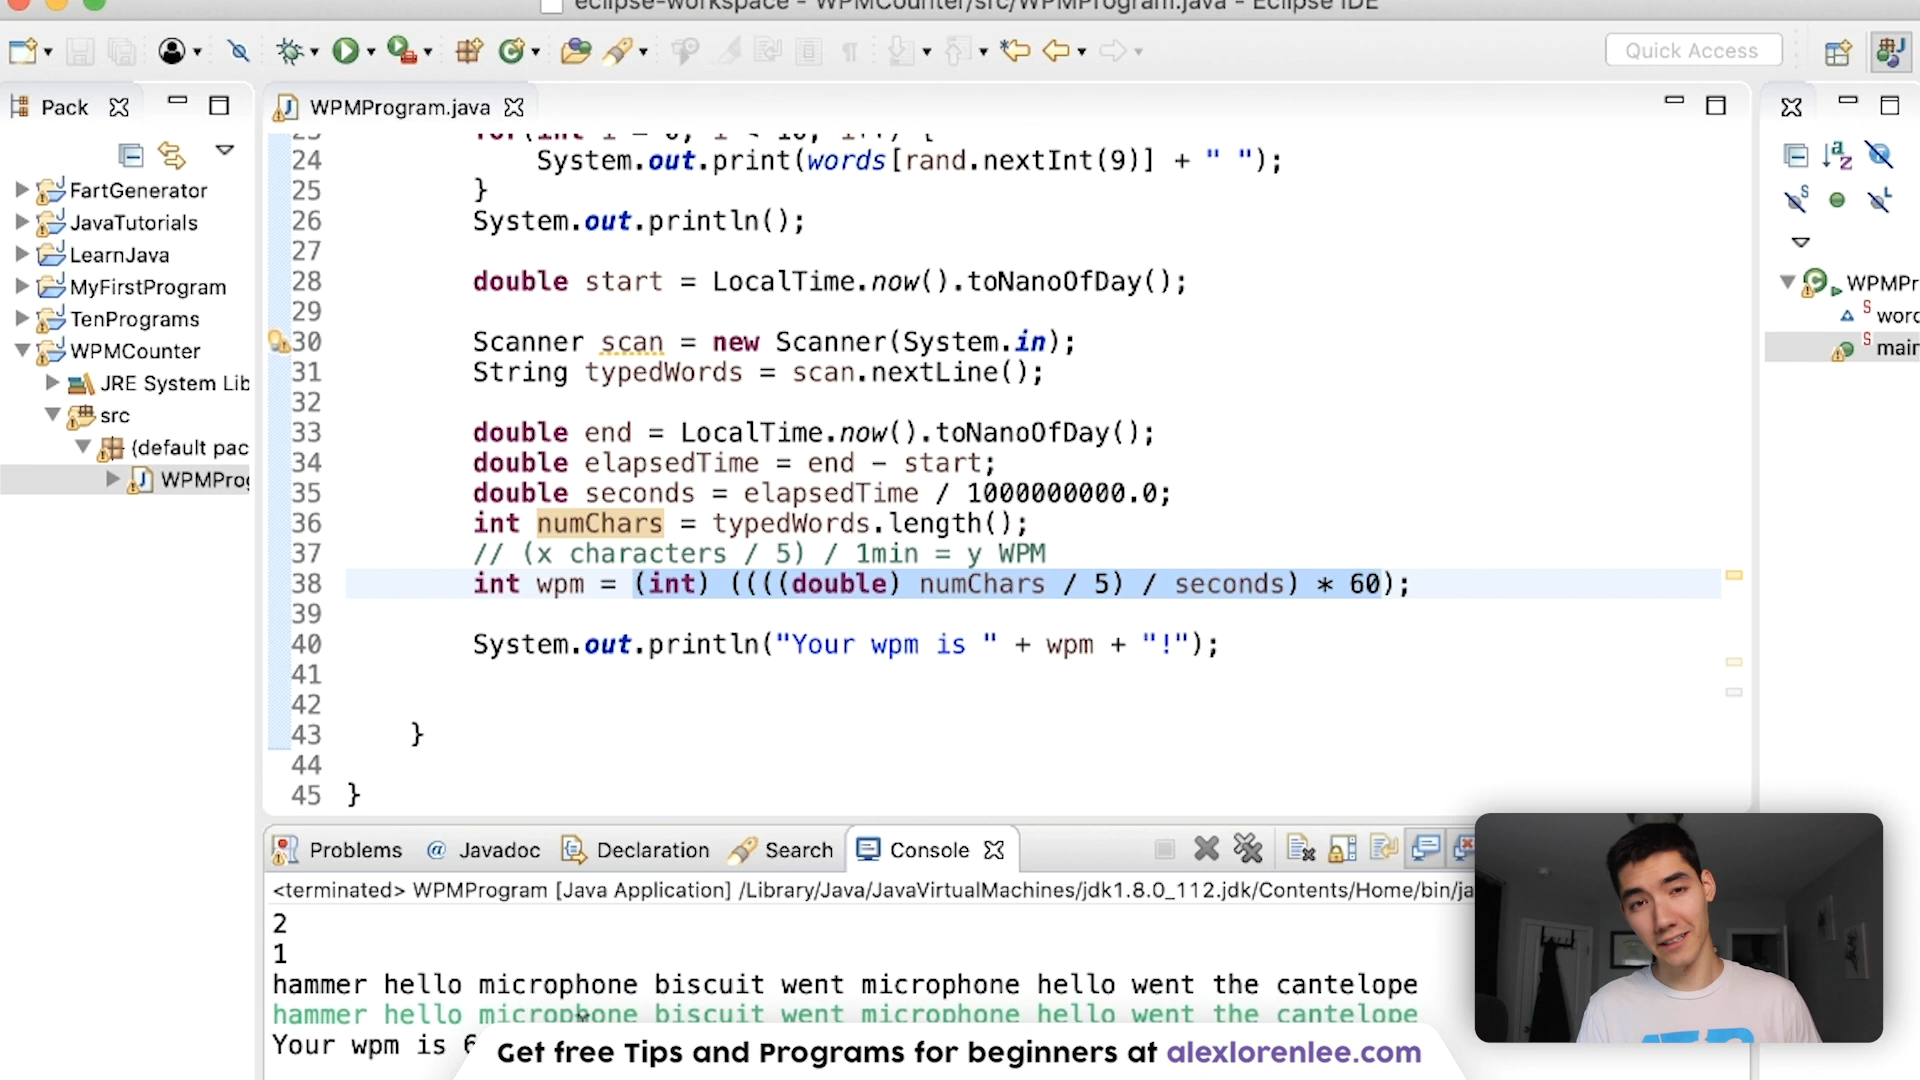 eclipse-workspace - WPMCounter/src/WPMProgram.java - Eclipse IDE
Quick Access
Pack
WPMProgram.java
FartGenerator
JavaTutorials
LearnJava
MyFirstProgram
TenPrograms
WPMCounter
JRE System Lib
src
(default pac
WPMProg
23 for(int i = 0; i < 10; i++) {
24 System.out.print(words[rand.nextInt(9)] + " ");
25 }
26 System.out.println();
27
28 double start = LocalTime.now().toNanoOfDay();
29
30 Scanner scan = new Scanner(System.in);
31 String typedWords = scan.nextLine();
32
33 double end = LocalTime.now().toNanoOfDay();
34 double elapsedTime = end - start;
35 double seconds = elapsedTime / 1000000000.0;
36 int numChars = typedWords.length();
37 // (x characters / 5) / 1min = y WPM
38 int wpm = (int) ((((double) numChars / 5) / seconds) * 60);
39
40 System.out.println("Your wpm is " + wpm + "!");
41
42
43 }
44
45 }
WPMPr
word
main
Problems @ Javadoc Declaration Search Console
<terminated> WPMProgram [Java Application] /Library/Java/JavaVirtualMachines/jdk1.8.0_112.jdk/Contents/Home/bin/ja
2
1
hammer hello microphone biscuit went microphone hello went the cantelope
hammer hello microphone biscuit went microphone hello went the cantelope
Your wpm is 6
Get free Tips and Programs for beginners at alexlorenlee.com